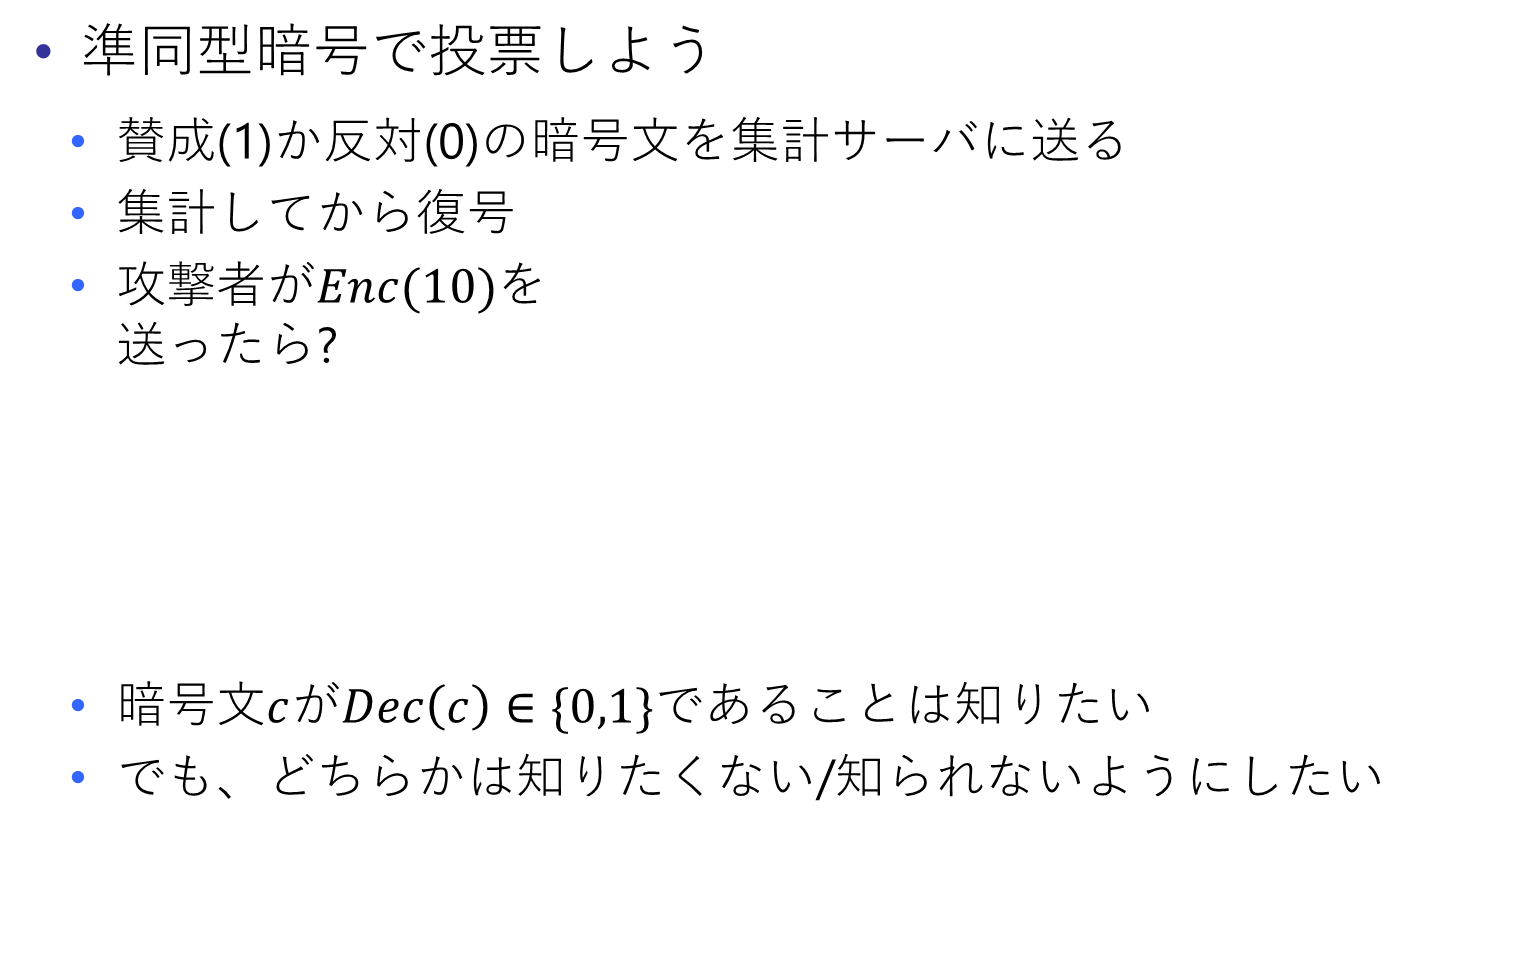 • 準同型暗号で投票しよう
• 賛成(1)か反対(0)の暗号文を集計サーバに送る
• 集計してから復号
• 攻撃者がEnc(10)を
送ったら?
• 暗号文cがDec(c) ∈ {0,1}であることは知りたい
• でも、どちらかは知りたくない/知られないようにしたい